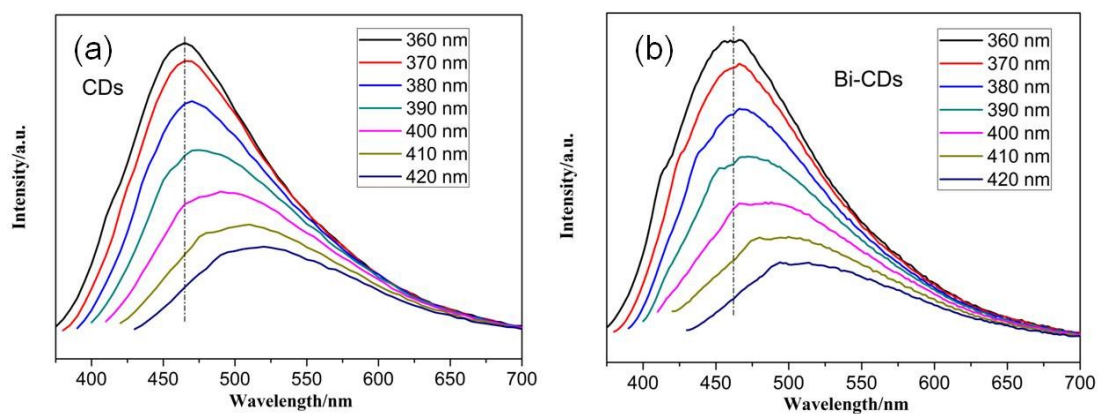 (a)
CDs
360 nm
370 nm
380 nm
390 nm
400 nm
410 nm
420 nm
Intensity/a.u.
400 450 500 550 600 650 700
Wavelength/nm
(b)
Bi-CDs
360 nm
370 nm
380 nm
390 nm
400 nm
410 nm
420 nm
Intensity/a.u.
400 450 500 550 600 650 700
Wavelength/nm